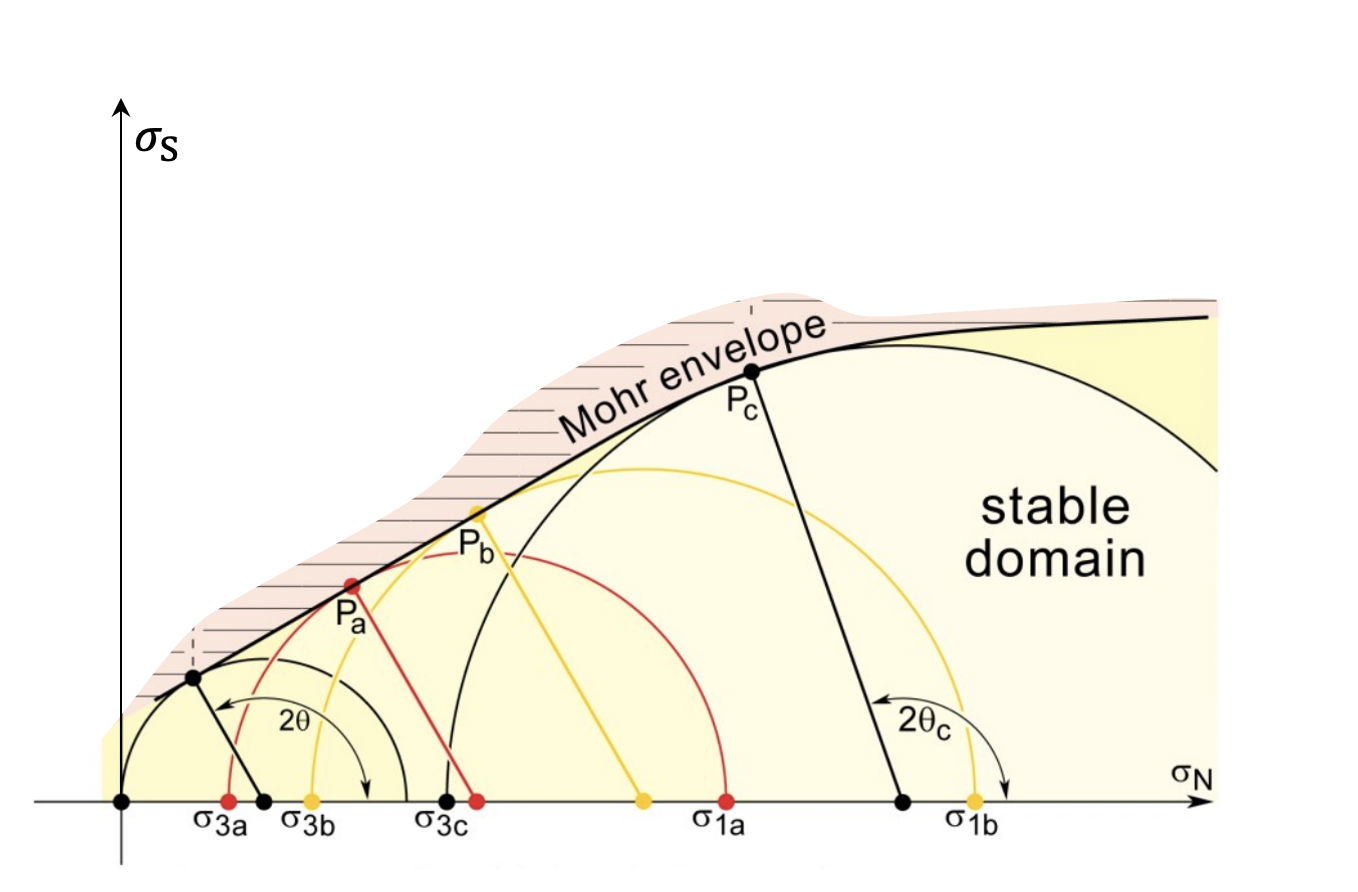 σS
Mohr envelope
Pc
stable
domain
Pb
Pa
2θ
2θc
σN
σ3a
σ3b
σ3c
σ1a
σ1b